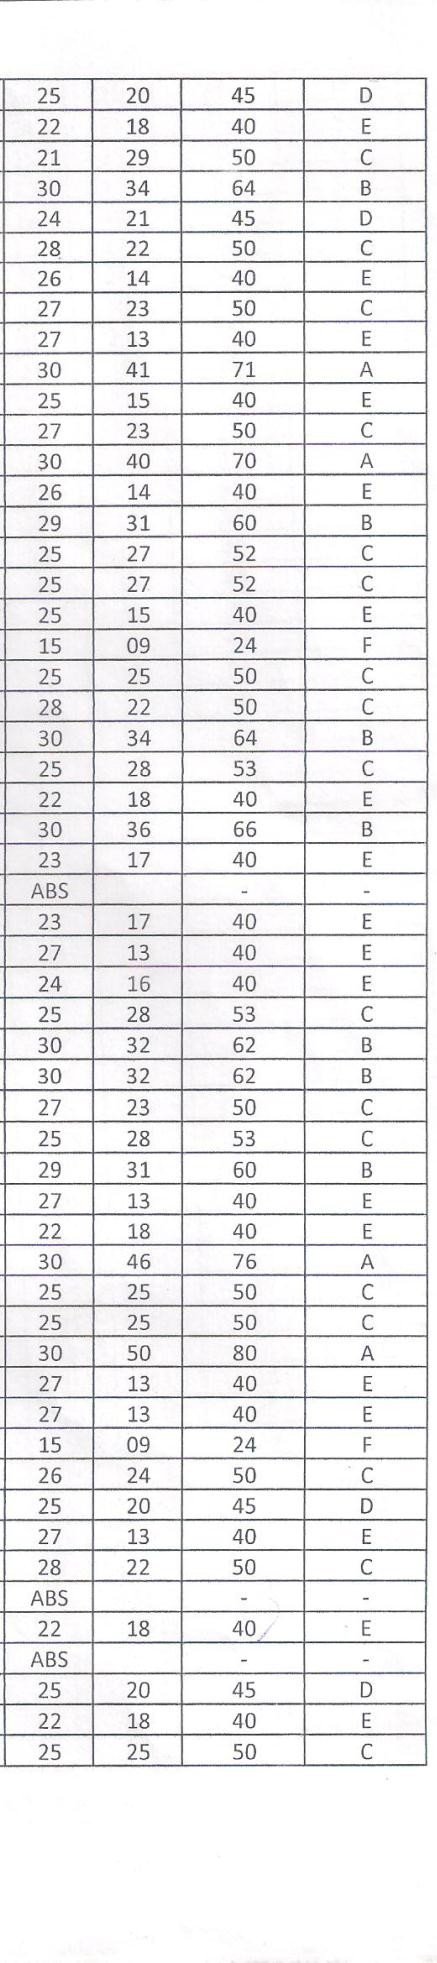 25 20 45 D
22 18 40 E
21 29 50 C
30 34 64 B
24 21 45 D
28 22 50 C
26 14 40 E
27 23 50 C
27 13 40 E
30 41 71 A
25 15 40 E
27 23 50 C
30 40 70 A
26 14 40 E
29 31 60 B
25 27 52 C
25 27 52 C
25 15 40 E
15 09 24 F
25 25 50 C
28 22 50 C
30 34 64 B
25 28 53 C
22 18 40 E
30 36 66 B
23 17 40 E
ABS - -
23 17 40 E
27 13 40 E
24 16 40 E
25 28 53 C
30 32 62 B
30 32 62 B
27 23 50 C
25 28 53 C
29 31 60 B
27 13 40 E
22 18 40 E
30 46 76 A
25 25 50 C
25 25 50 C
30 50 80 A
27 13 40 E
27 13 40 E
15 09 24 F
26 24 50 C
25 20 45 D
27 13 40 E
28 22 50 C
ABS - -
22 18 40 E
ABS - -
25 20 45 D
22 18 40 E
25 25 50 C